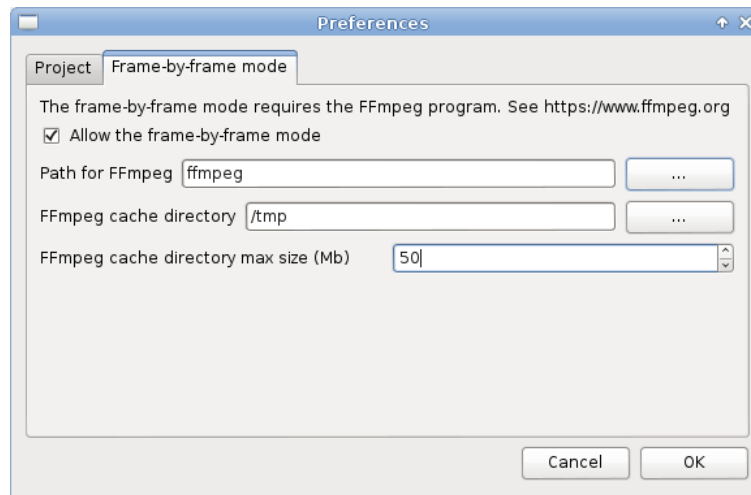 Preferences
Project Frame-by-frame mode
The frame-by-frame mode requires the FFmpeg program. See https://www.ffmpeg.org
Allow the frame-by-frame mode
Path for FFmpeg ffmpeg ...
FFmpeg cache directory /tmp ...
FFmpeg cache directory max size (Mb) 50
Cancel OK